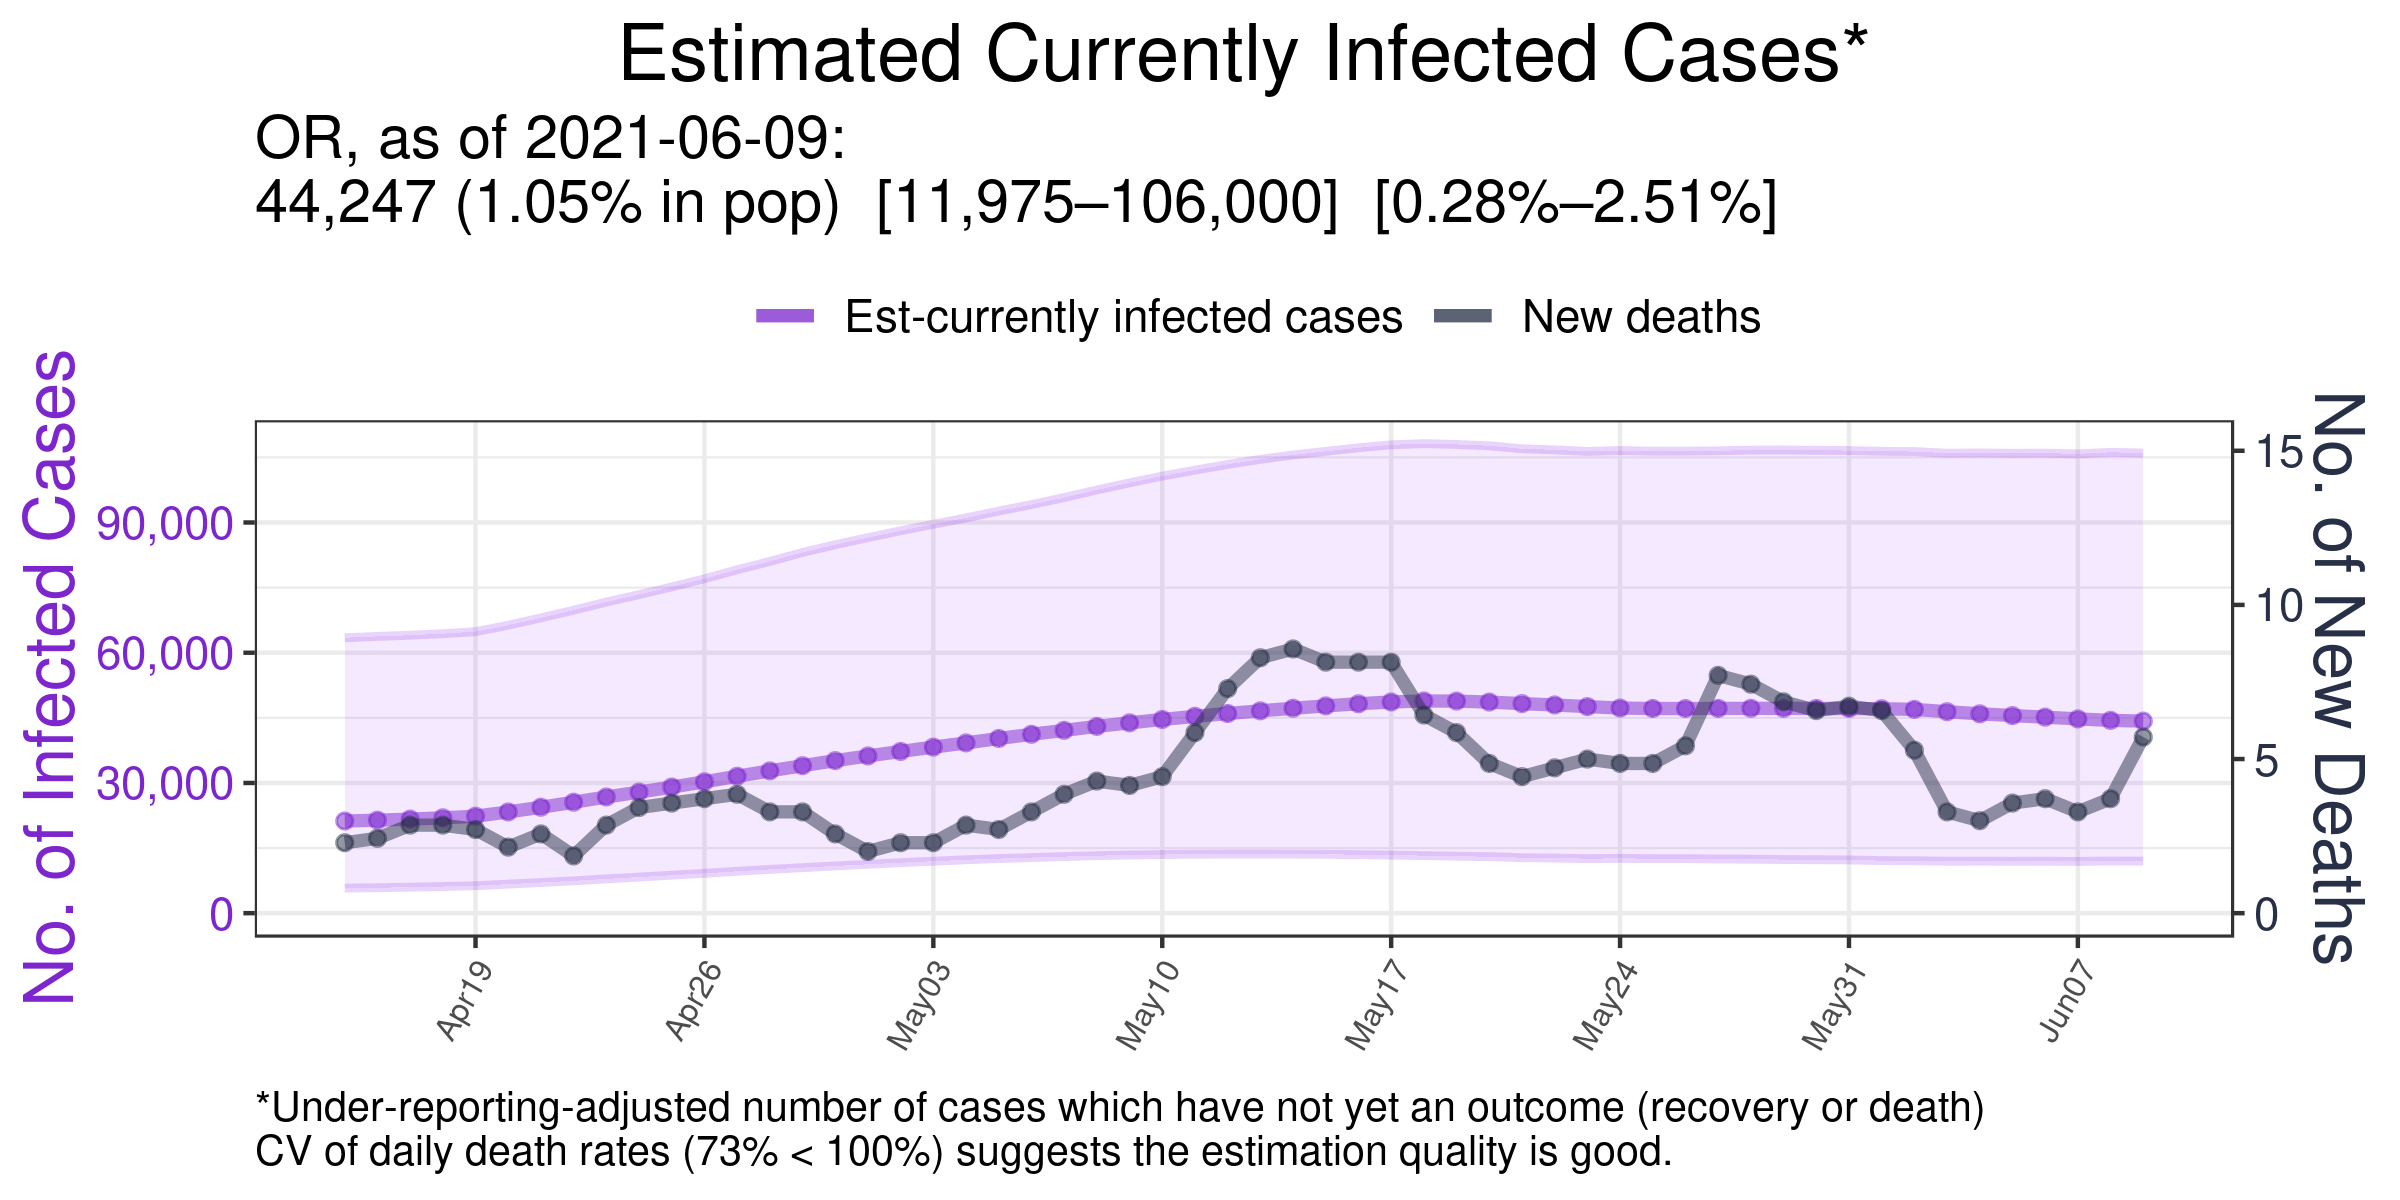 Estimated Currently Infected Cases*
OR, as of 2021-06-09:
44,247 (1.05% in pop)  [11,975–106,000]  [0.28%–2.51%]
Est-currently infected cases
New deaths
No. of Infected Cases
90,000
60,000
30,000
0
15
10
5
0
No. of New Deaths
Apr19
Apr26
May03
May10
May17
May24
May31
Jun07
*Under-reporting-adjusted number of cases which have not yet an outcome (recovery or death)
CV of daily death rates (73% < 100%) suggests the estimation quality is good.